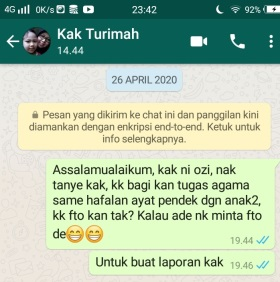 4G 0K/s 23:42 92%
Kak Turimah
14.44
26 APRIL 2020
Pesan yang dikirim ke chat ini dan panggilan kini
diamankan dengan enkripsi end-to-end. Ketuk untuk
info selengkapnya.
Assalamualaikum, kak ni ozi, nak
tanye kak, kk bagi kan tugas agama
same hafalan ayat pendek dgn anak2,
kk fto kan tak? Kalau ade nk minta fto
de😁😁
19.44
Untuk buat laporan kak 19.46